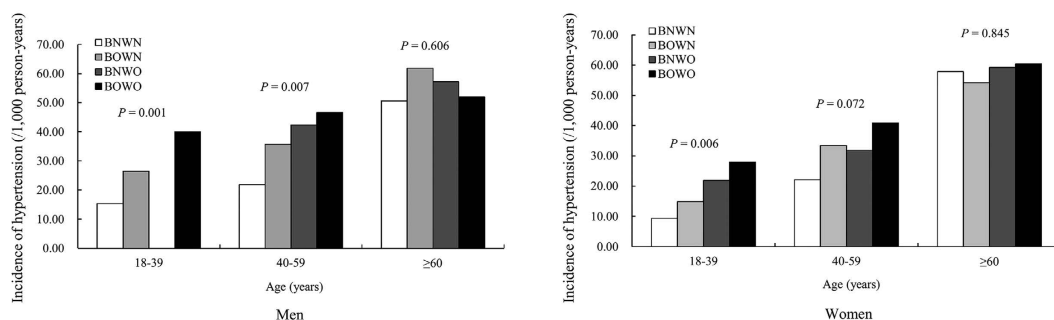 Incidence of hypertension (/1,000 person-years)
70.00
60.00
50.00
40.00
30.00
20.00
10.00
0.00
BNWN
BOWN
BNWO
BOWO
P = 0.001
P = 0.007
P = 0.606
18-39
40-59
≥60
Age (years)
Men
Incidence of hypertension (/1,000 person-years)
70.00
60.00
50.00
40.00
30.00
20.00
10.00
0.00
BNWN
BOWN
BNWO
BOWO
P = 0.006
P = 0.072
P = 0.845
18-39
40-59
≥60
Age (years)
Women